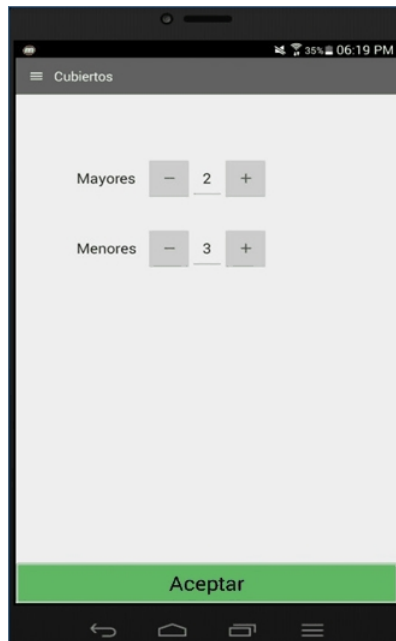 35% 06:19 PM
Cubiertos
Mayores − 2 +
Menores − 3 +
Aceptar